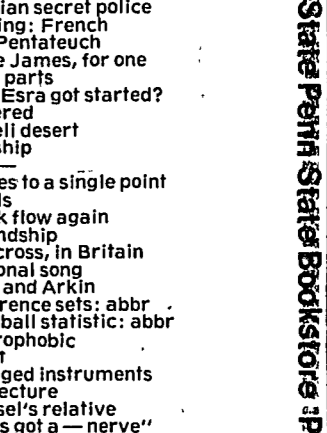 ian secret police
ing: French
Pentateuch
James, for one
parts
Esra got started?
ered
eli desert
ship
—
es to a single point
ls
k flow again
ndship
cross, in Britain
onal song
and Arkin
rence sets: abbr
ball statistic: abbr
rophobic
t
ged instruments
ecture
sel's relative
s got a — nerve"
State Penn State Bookstore P